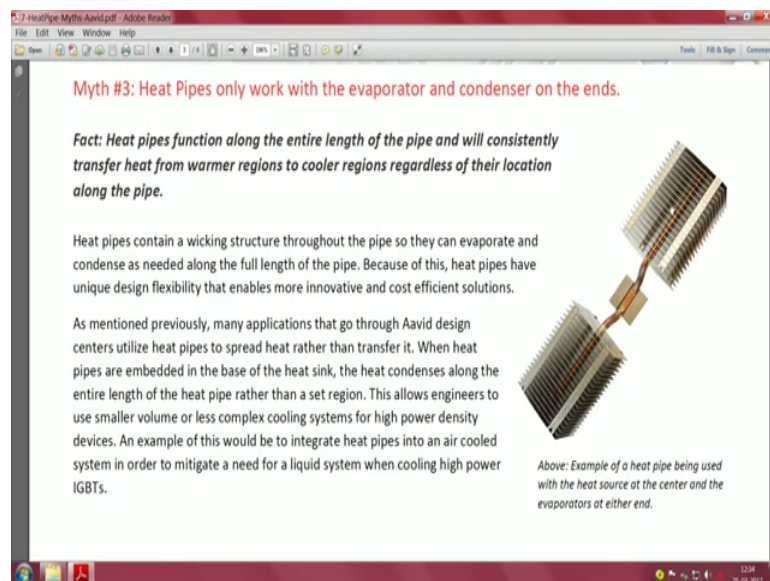 7-HeatPipe-Myths-Aavid.pdf - Adobe Reader
File Edit View Window Help
Open
Tools Fill & Sign Comment
Myth #3: Heat Pipes only work with the evaporator and condenser on the ends.
Fact: Heat pipes function along the entire length of the pipe and will consistently
transfer heat from warmer regions to cooler regions regardless of their location
along the pipe.
Heat pipes contain a wicking structure throughout the pipe so they can evaporate and
condense as needed along the full length of the pipe. Because of this, heat pipes have
unique design flexibility that enables more innovative and cost efficient solutions.
As mentioned previously, many applications that go through Aavid design
centers utilize heat pipes to spread heat rather than transfer it. When heat
pipes are embedded in the base of the heat sink, the heat condenses along the
entire length of the heat pipe rather than a set region. This allows engineers to
use smaller volume or less complex cooling systems for high power density
devices. An example of this would be to integrate heat pipes into an air cooled
system in order to mitigate a need for a liquid system when cooling high power
IGBTs.
Above: Example of a heat pipe being used
with the heat source at the center and the
evaporators at either end.
12:34